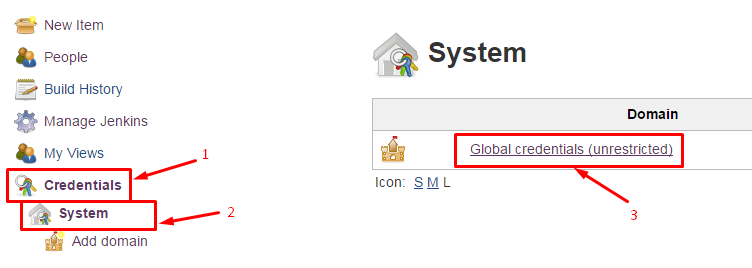 New Item
People
Build History
Manage Jenkins
My Views
Credentials
1
System
2
Add domain
System
Domain
Global credentials (unrestricted)
Icon: S M L
3